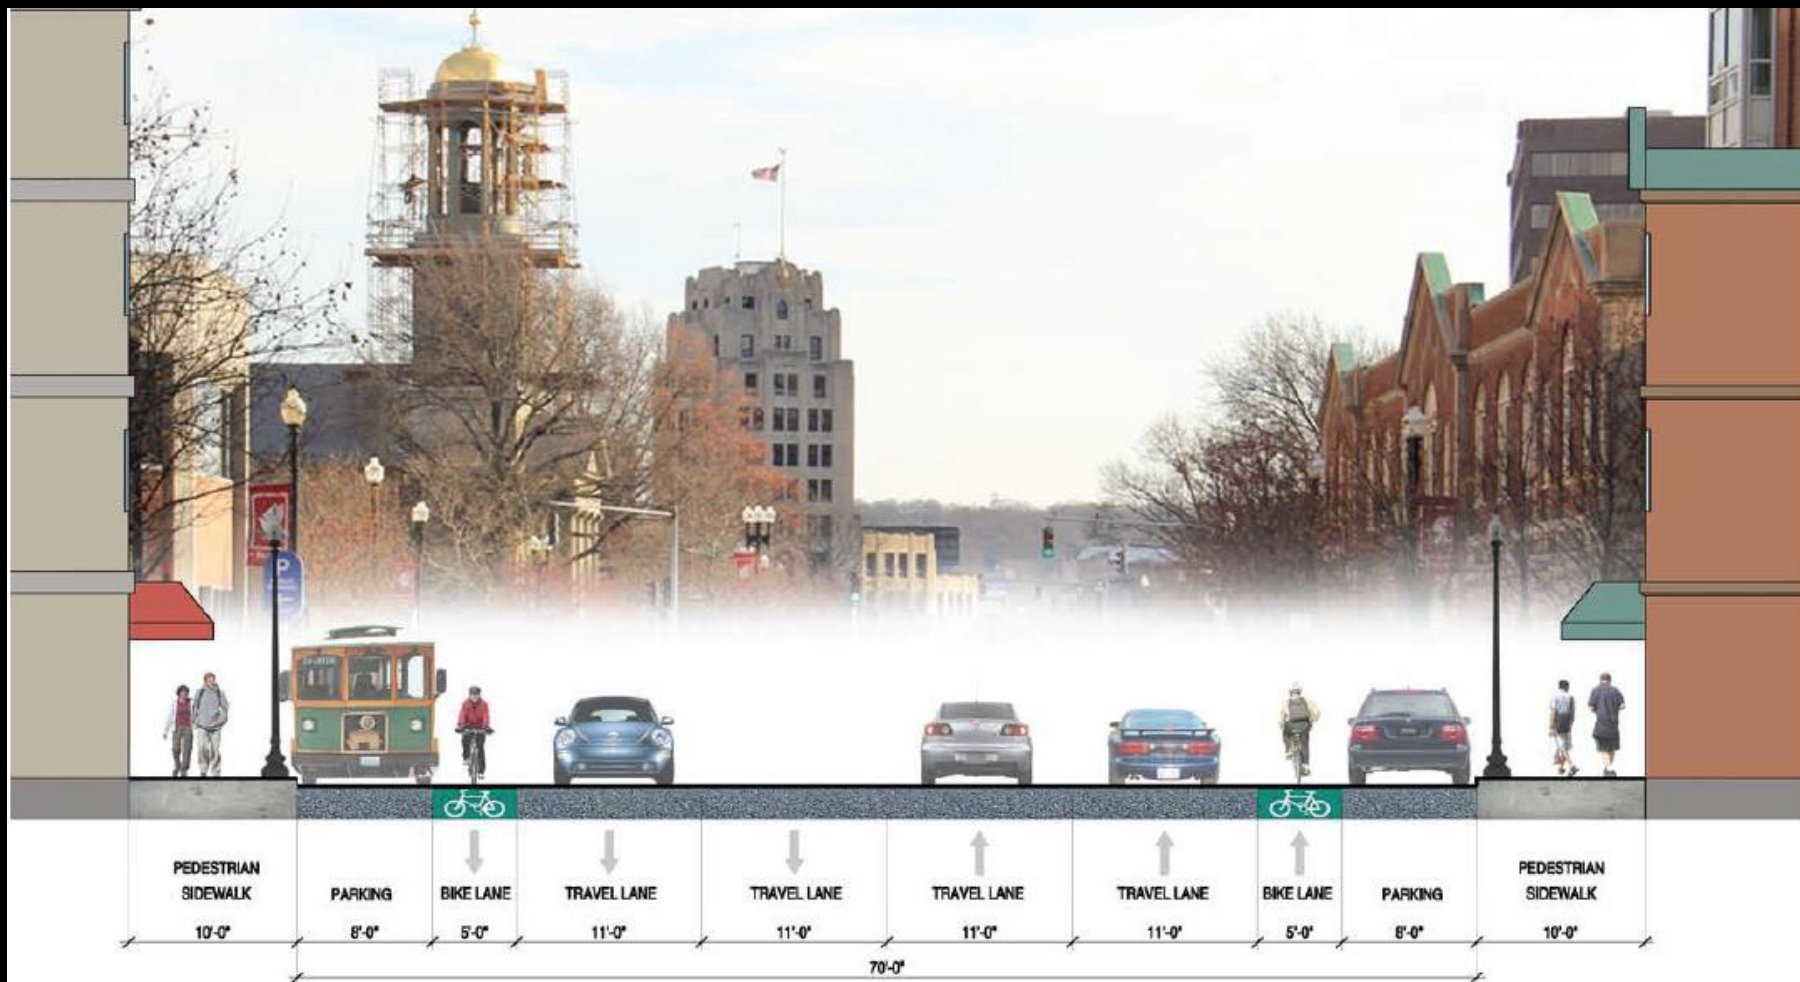 P
PEDESTRIAN
SIDEWALK
PARKING
BIKE LANE
TRAVEL LANE
TRAVEL LANE
TRAVEL LANE
TRAVEL LANE
BIKE LANE
PARKING
PEDESTRIAN
SIDEWALK
10'-0"
8'-0"
5'-0"
11'-0"
11'-0"
11'-0"
11'-0"
5'-0"
8'-0"
10'-0"
70'-0"